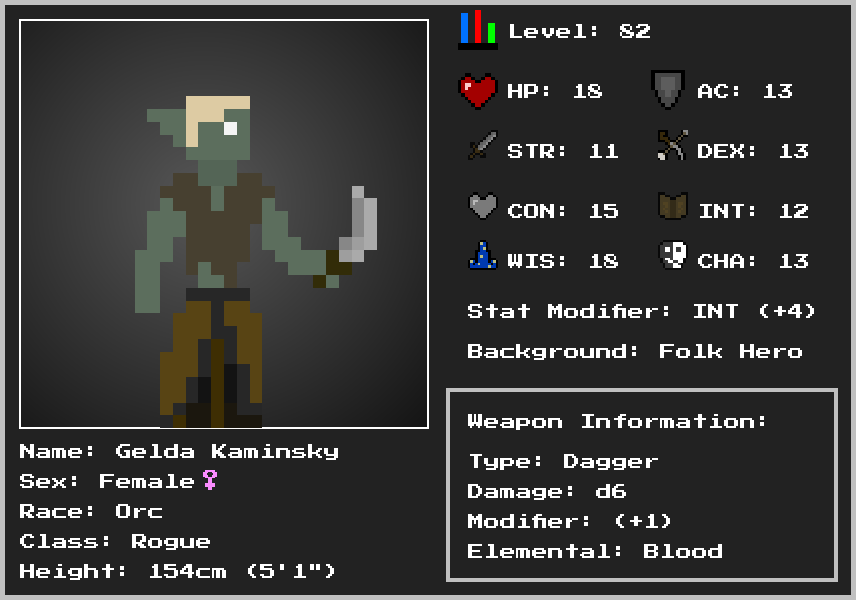 Level: 82
HP: 18 AC: 13
STR: 11 DEX: 13
CON: 15 INT: 12
WIS: 18 CHA: 13
Stat Modifier: INT (+4)
Background: Folk Hero
Weapon Information:
Type: Dagger
Damage: d6
Modifier: (+1)
Elemental: Blood
Name: Gelda Kaminsky
Sex: Female♀
Race: Orc
Class: Rogue
Height: 154cm (5'1")